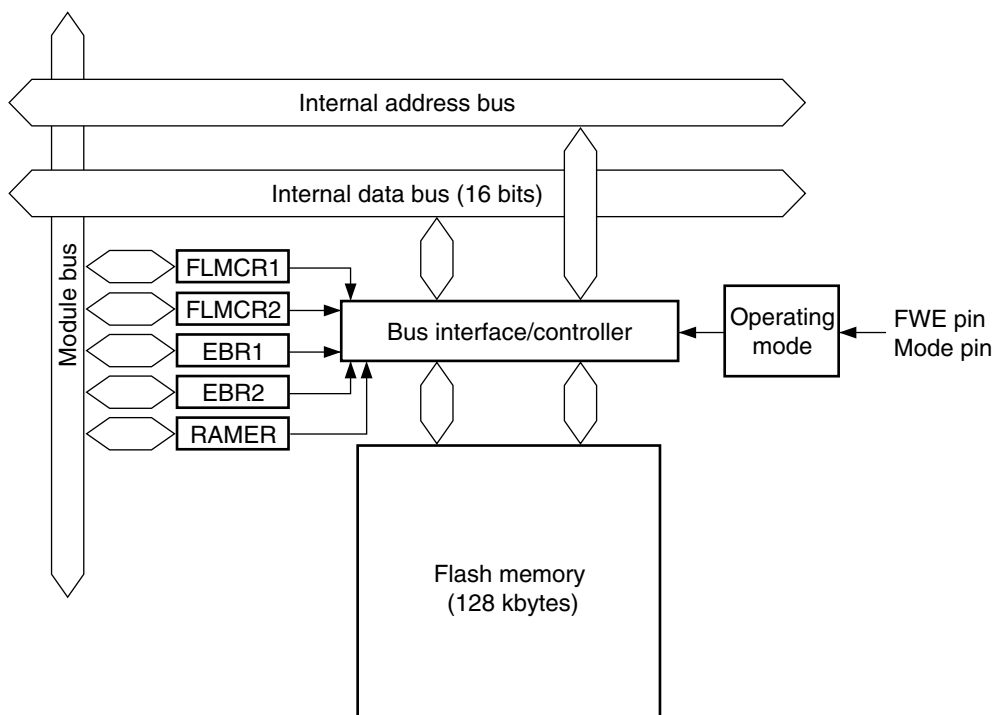 Internal address bus
Internal data bus (16 bits)
Module bus
FLMCR1
FLMCR2
EBR1
EBR2
RAMER
Bus interface/controller
Operating
mode
FWE pin
Mode pin
Flash memory
(128 kbytes)